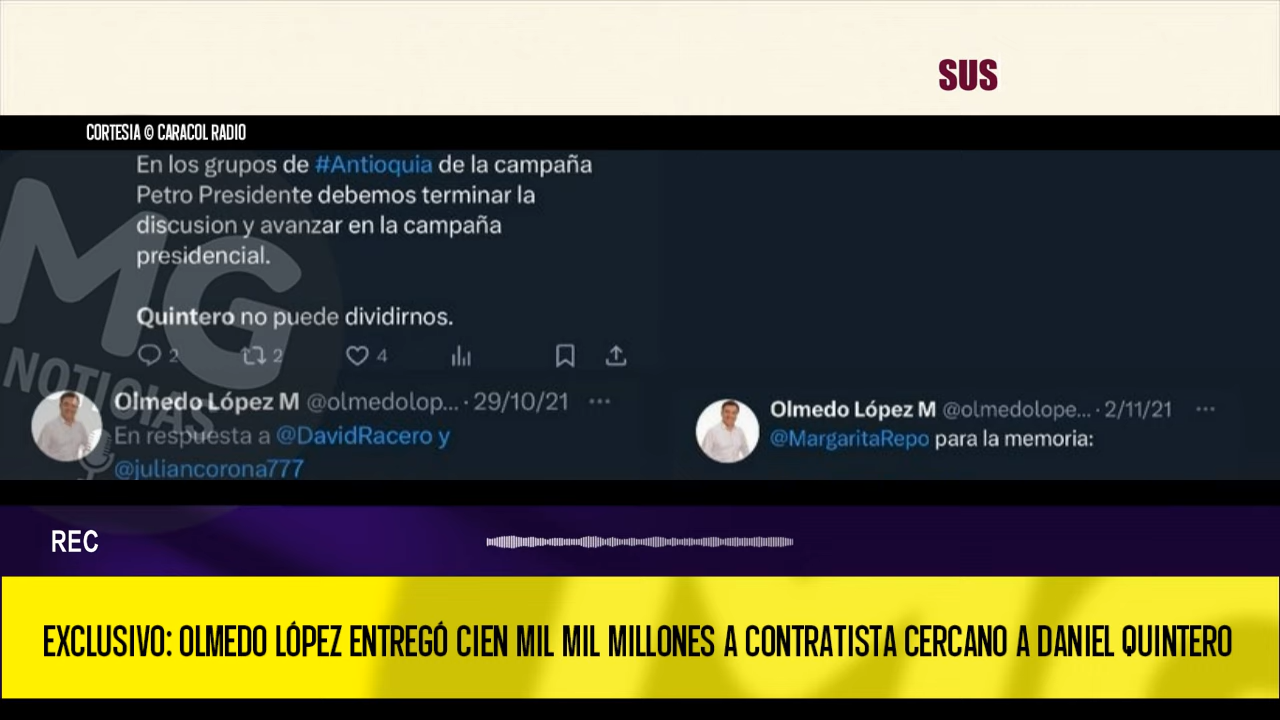 SUS
CORTESIA © CARACOL RADIO
En los grupos de #Antioquia de la campaña
Petro Presidente debemos terminar la
discusion y avanzar en la campaña
presidencial.
Quintero no puede dividirnos.
2 2 4
MG
NOTICIAS
Olmedo López M @olmedolop... · 29/10/21 ···
En respuesta a @DavidRacero y
@juliancorona777
Olmedo López M @olmedolope... · 2/11/21 ···
@MargaritaRepo para la memoria:
REC
EXCLUSIVO: OLMEDO LÓPEZ ENTREGÓ CIEN MIL MIL MILLONES A CONTRATISTA CERCANO A DANIEL QUINTERO